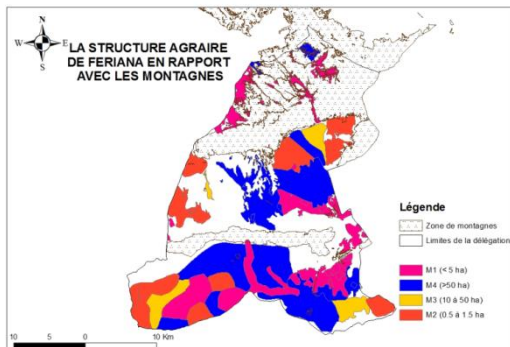 N
W E
S
LA STRUCTURE AGRAIRE
DE FERIANA EN RAPPORT
AVEC LES MONTAGNES
Légende
Zone de montagnes
Limites de la délégation
M1 (< 5 ha)
M4 (>50 ha)
M3 (10 à 50 ha)
M2 (0.5 à 1.5 ha
10 0 10 Km